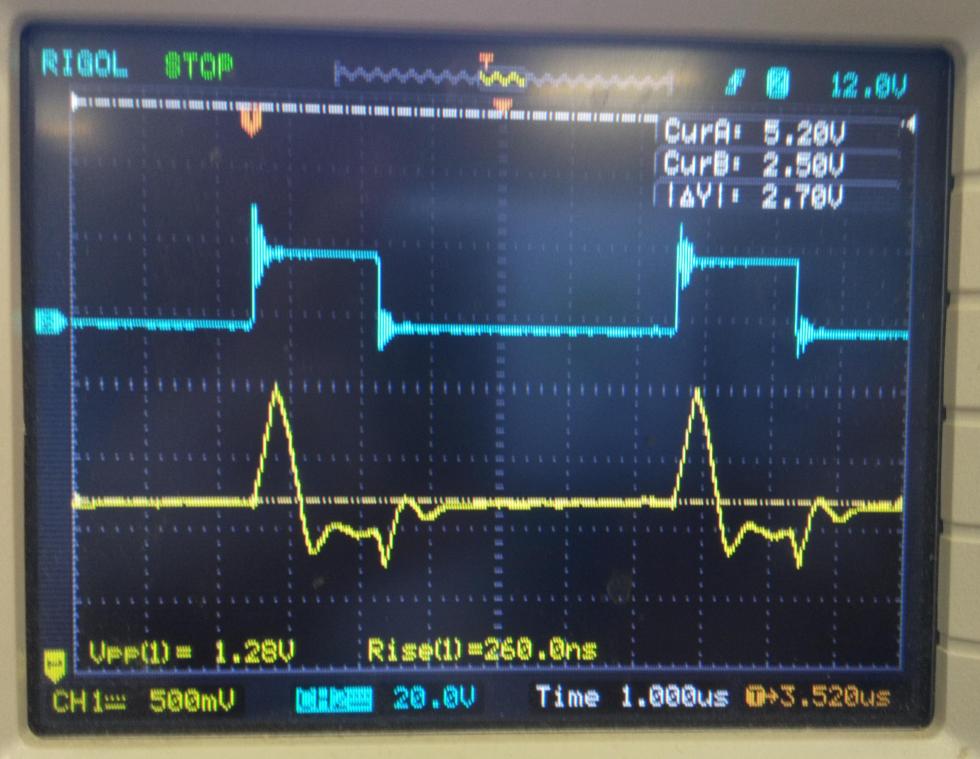 RIGOL STOP 12.0V
CurA: 5.20V
CurB: 2.50V
|ΔY|: 2.70V
Vpp(1)= 1.28V Rise(1)=260.0ns
CH1 500mV 20.0V Time 1.000us T→3.520us